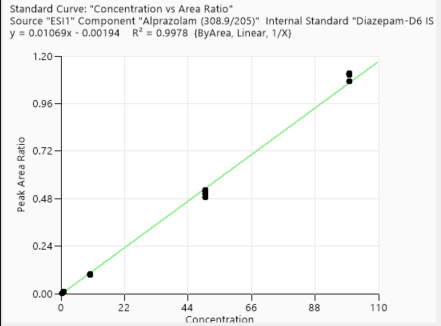 Standard Curve: "Concentration vs Area Ratio"
Source "ESI1" Component "Alprazolam (308.9/205)" Internal Standard "Diazepam-D6 IS
y = 0.01069x - 0.00194 R² = 0.9978 {ByArea, Linear, 1/X}
1.20
0.96
0.72
0.48
0.24
0.00
Peak Area Ratio
0 22 44 66 88 110
Concentration